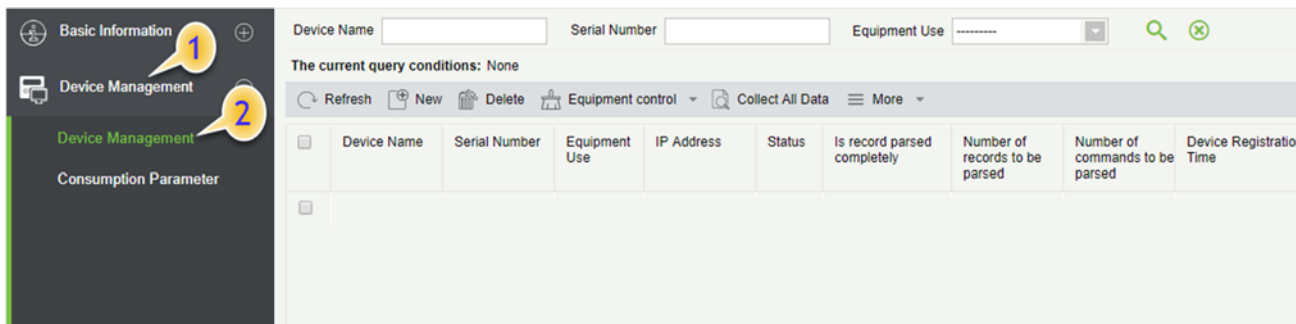 Basic Information
Device Name
Serial Number
Equipment Use
---------
1
The current query conditions: None
Device Management
Refresh
New
Delete
Equipment control
Collect All Data
More
2
Device Management
Device Name
Serial Number
Equipment
Use
IP Address
Status
Is record parsed
completely
Number of
records to be
parsed
Number of
commands to be
parsed
Device Registratio
Time
Consumption Parameter